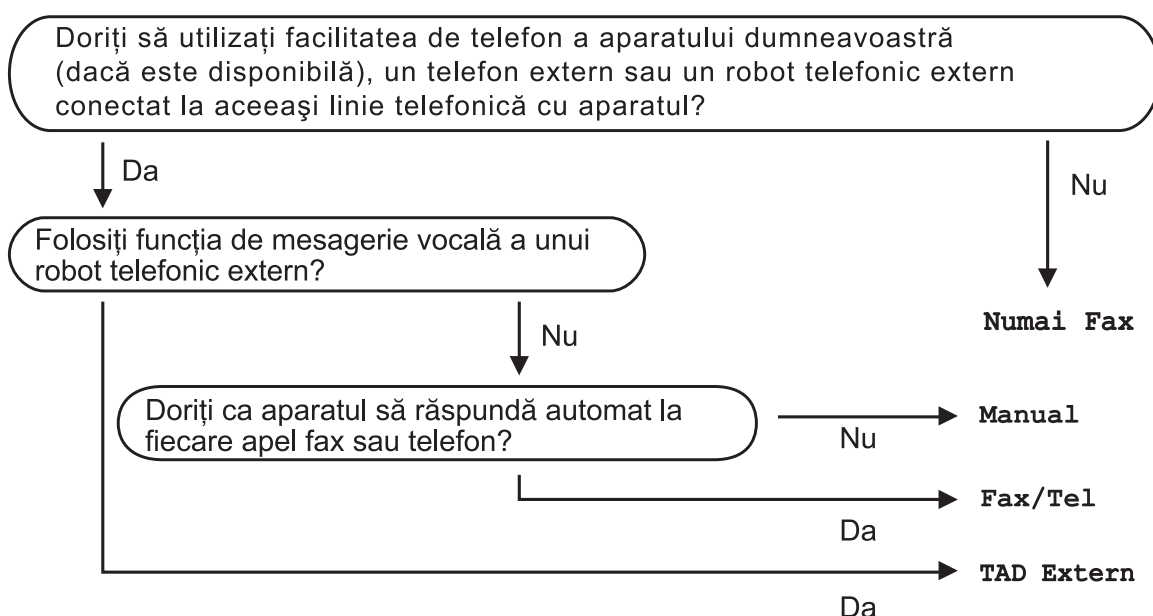 Doriți să utilizați facilitatea de telefon a aparatului dumneavoastră
(dacă este disponibilă), un telefon extern sau un robot telefonic extern
conectat la aceeaşi linie telefonică cu aparatul?
Da
Nu
Folosiți funcția de mesagerie vocală a unui
robot telefonic extern?
Numai Fax
Nu
Doriți ca aparatul să răspundă automat la
fiecare apel fax sau telefon?
Manual
Nu
Fax/Tel
Da
TAD Extern
Da